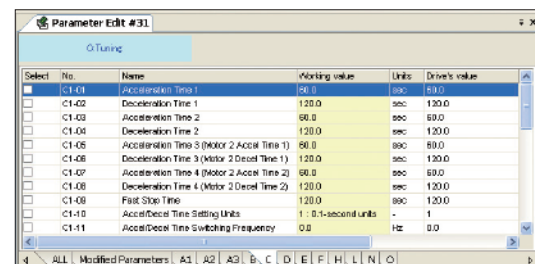 Parameter Edit #31
C:Tuning
Select No. Name Working value Units Drive's value
C1-01 Acceleration Time 1 60.0 sec 60.0
C1-02 Deceleration Time 1 120.0 sec 120.0
C1-03 Acceleration Time 2 60.0 sec 60.0
C1-04 Deceleration Time 2 120.0 sec 120.0
C1-05 Acceleration Time 3 (Motor 2 Accel Time 1) 60.0 sec 60.0
C1-06 Deceleration Time 3 (Motor 2 Decel Time 1) 120.0 sec 120.0
C1-07 Acceleration Time 4 (Motor 2 Accel Time 2) 60.0 sec 60.0
C1-08 Deceleration Time 4 (Motor 2 Decel Time 2) 120.0 sec 120.0
C1-09 Fast Stop Time 120.0 sec 120.0
C1-10 Accel/Decel Time Setting Units 1 : 0.1-second units - 1
C1-11 Accel/Decel Time Switching Frequency 0.0 Hz 0.0
ALL Modified Parameters A1 A2 A3 B C D E F H L N O